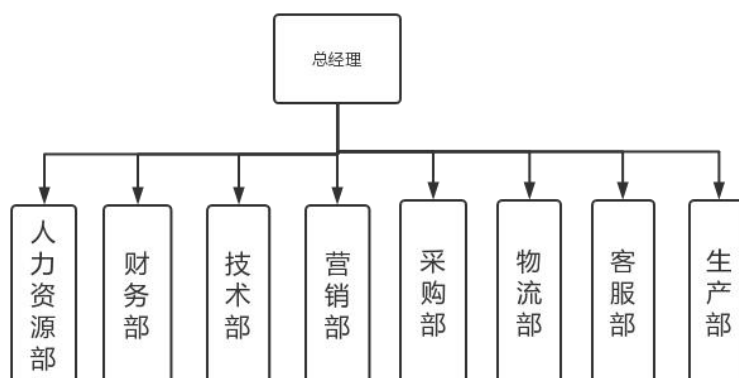 总经理
人力资源部
财务部
技术部
营销部
采购部
物流部
客服部
生产部